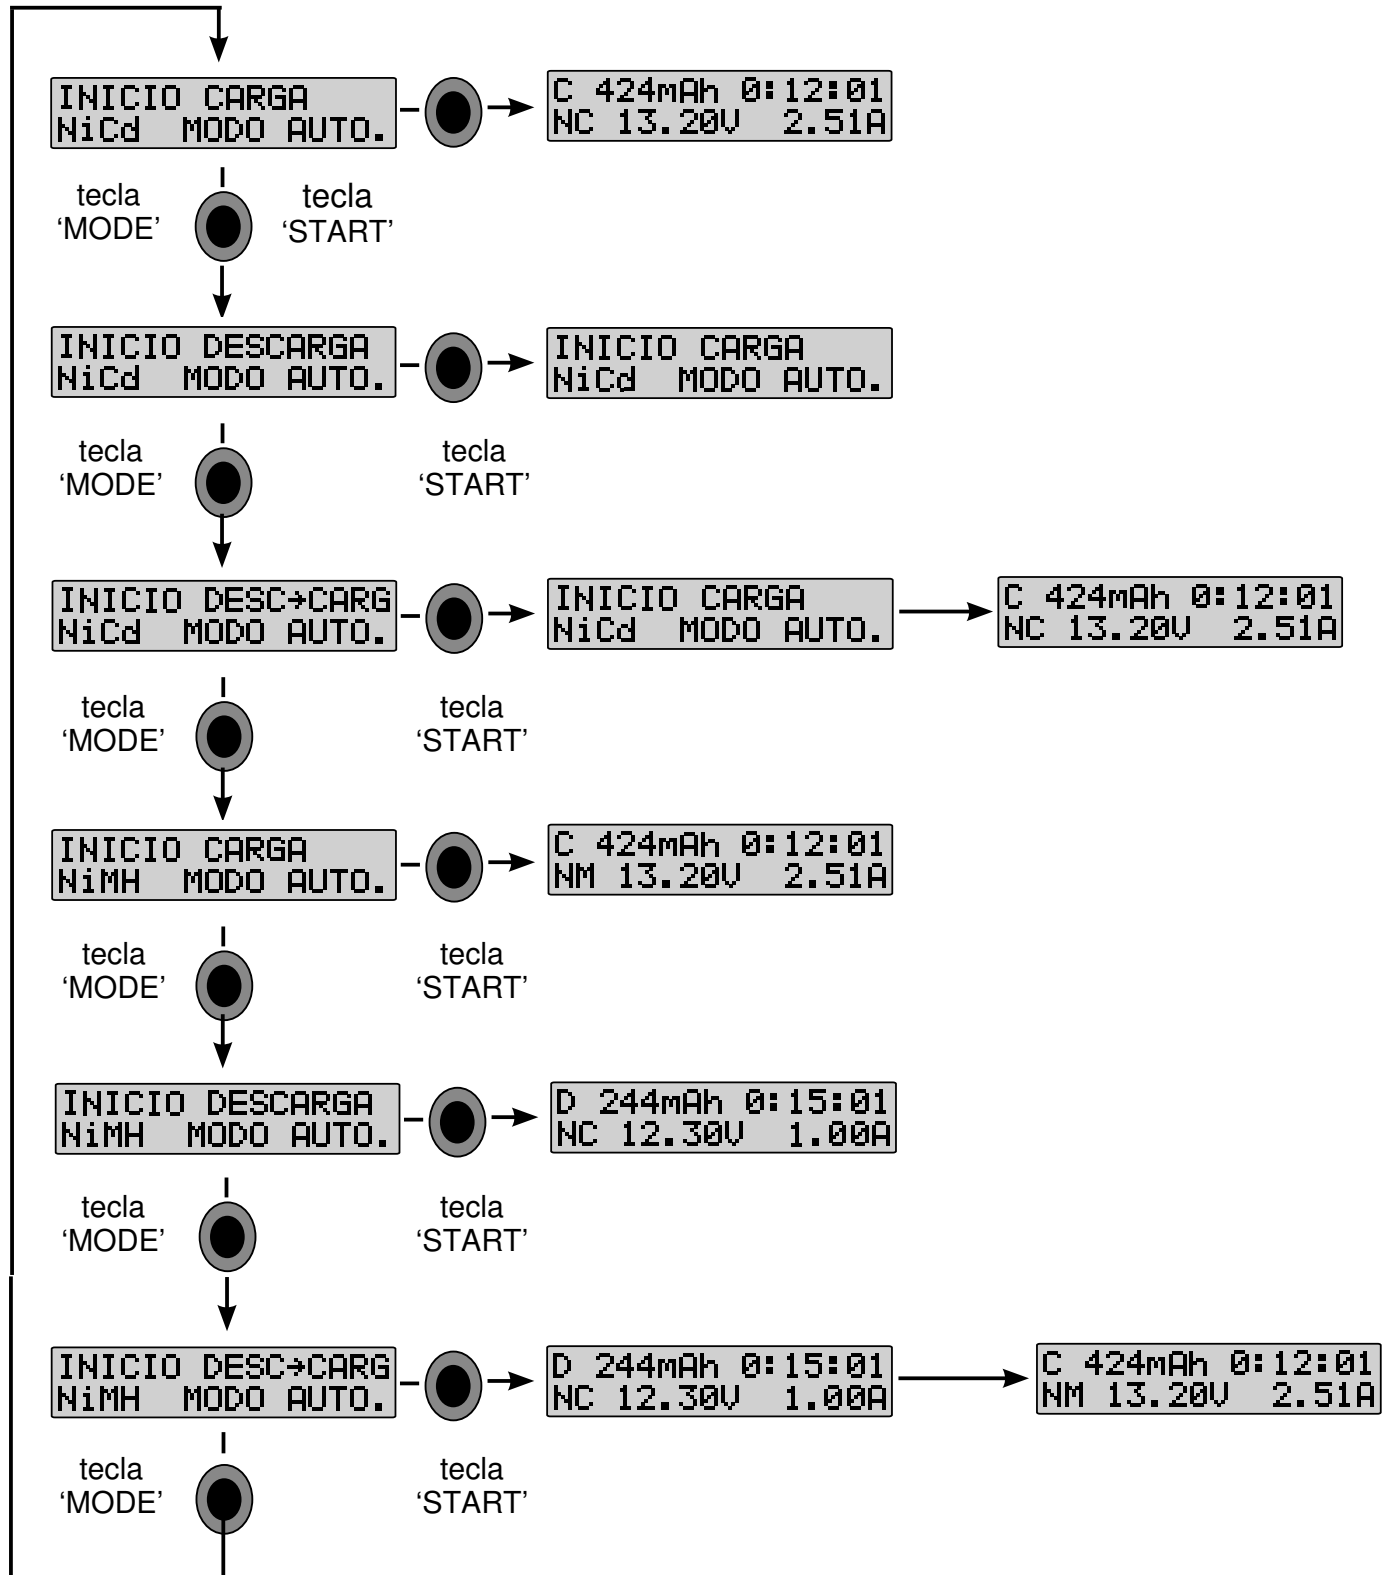 INICIO CARGA
NiCd MODO AUTO.
C 424mAh 0:12:01
NC 13.20V 2.51A
tecla
‘MODE’
tecla
‘START’
INICIO DESCARGA
NiCd MODO AUTO.
INICIO CARGA
NiCd MODO AUTO.
tecla
‘MODE’
tecla
‘START’
INICIO DESC→CARG
NiCd MODO AUTO.
INICIO CARGA
NiCd MODO AUTO.
C 424mAh 0:12:01
NC 13.20V 2.51A
tecla
‘MODE’
tecla
‘START’
INICIO CARGA
NiMH MODO AUTO.
C 424mAh 0:12:01
NM 13.20V 2.51A
tecla
‘MODE’
tecla
‘START’
INICIO DESCARGA
NiMH MODO AUTO.
D 244mAh 0:15:01
NC 12.30V 1.00A
tecla
‘MODE’
tecla
‘START’
INICIO DESC→CARG
NiMH MODO AUTO.
D 244mAh 0:15:01
NC 12.30V 1.00A
C 424mAh 0:12:01
NM 13.20V 2.51A
tecla
‘MODE’
tecla
‘START’